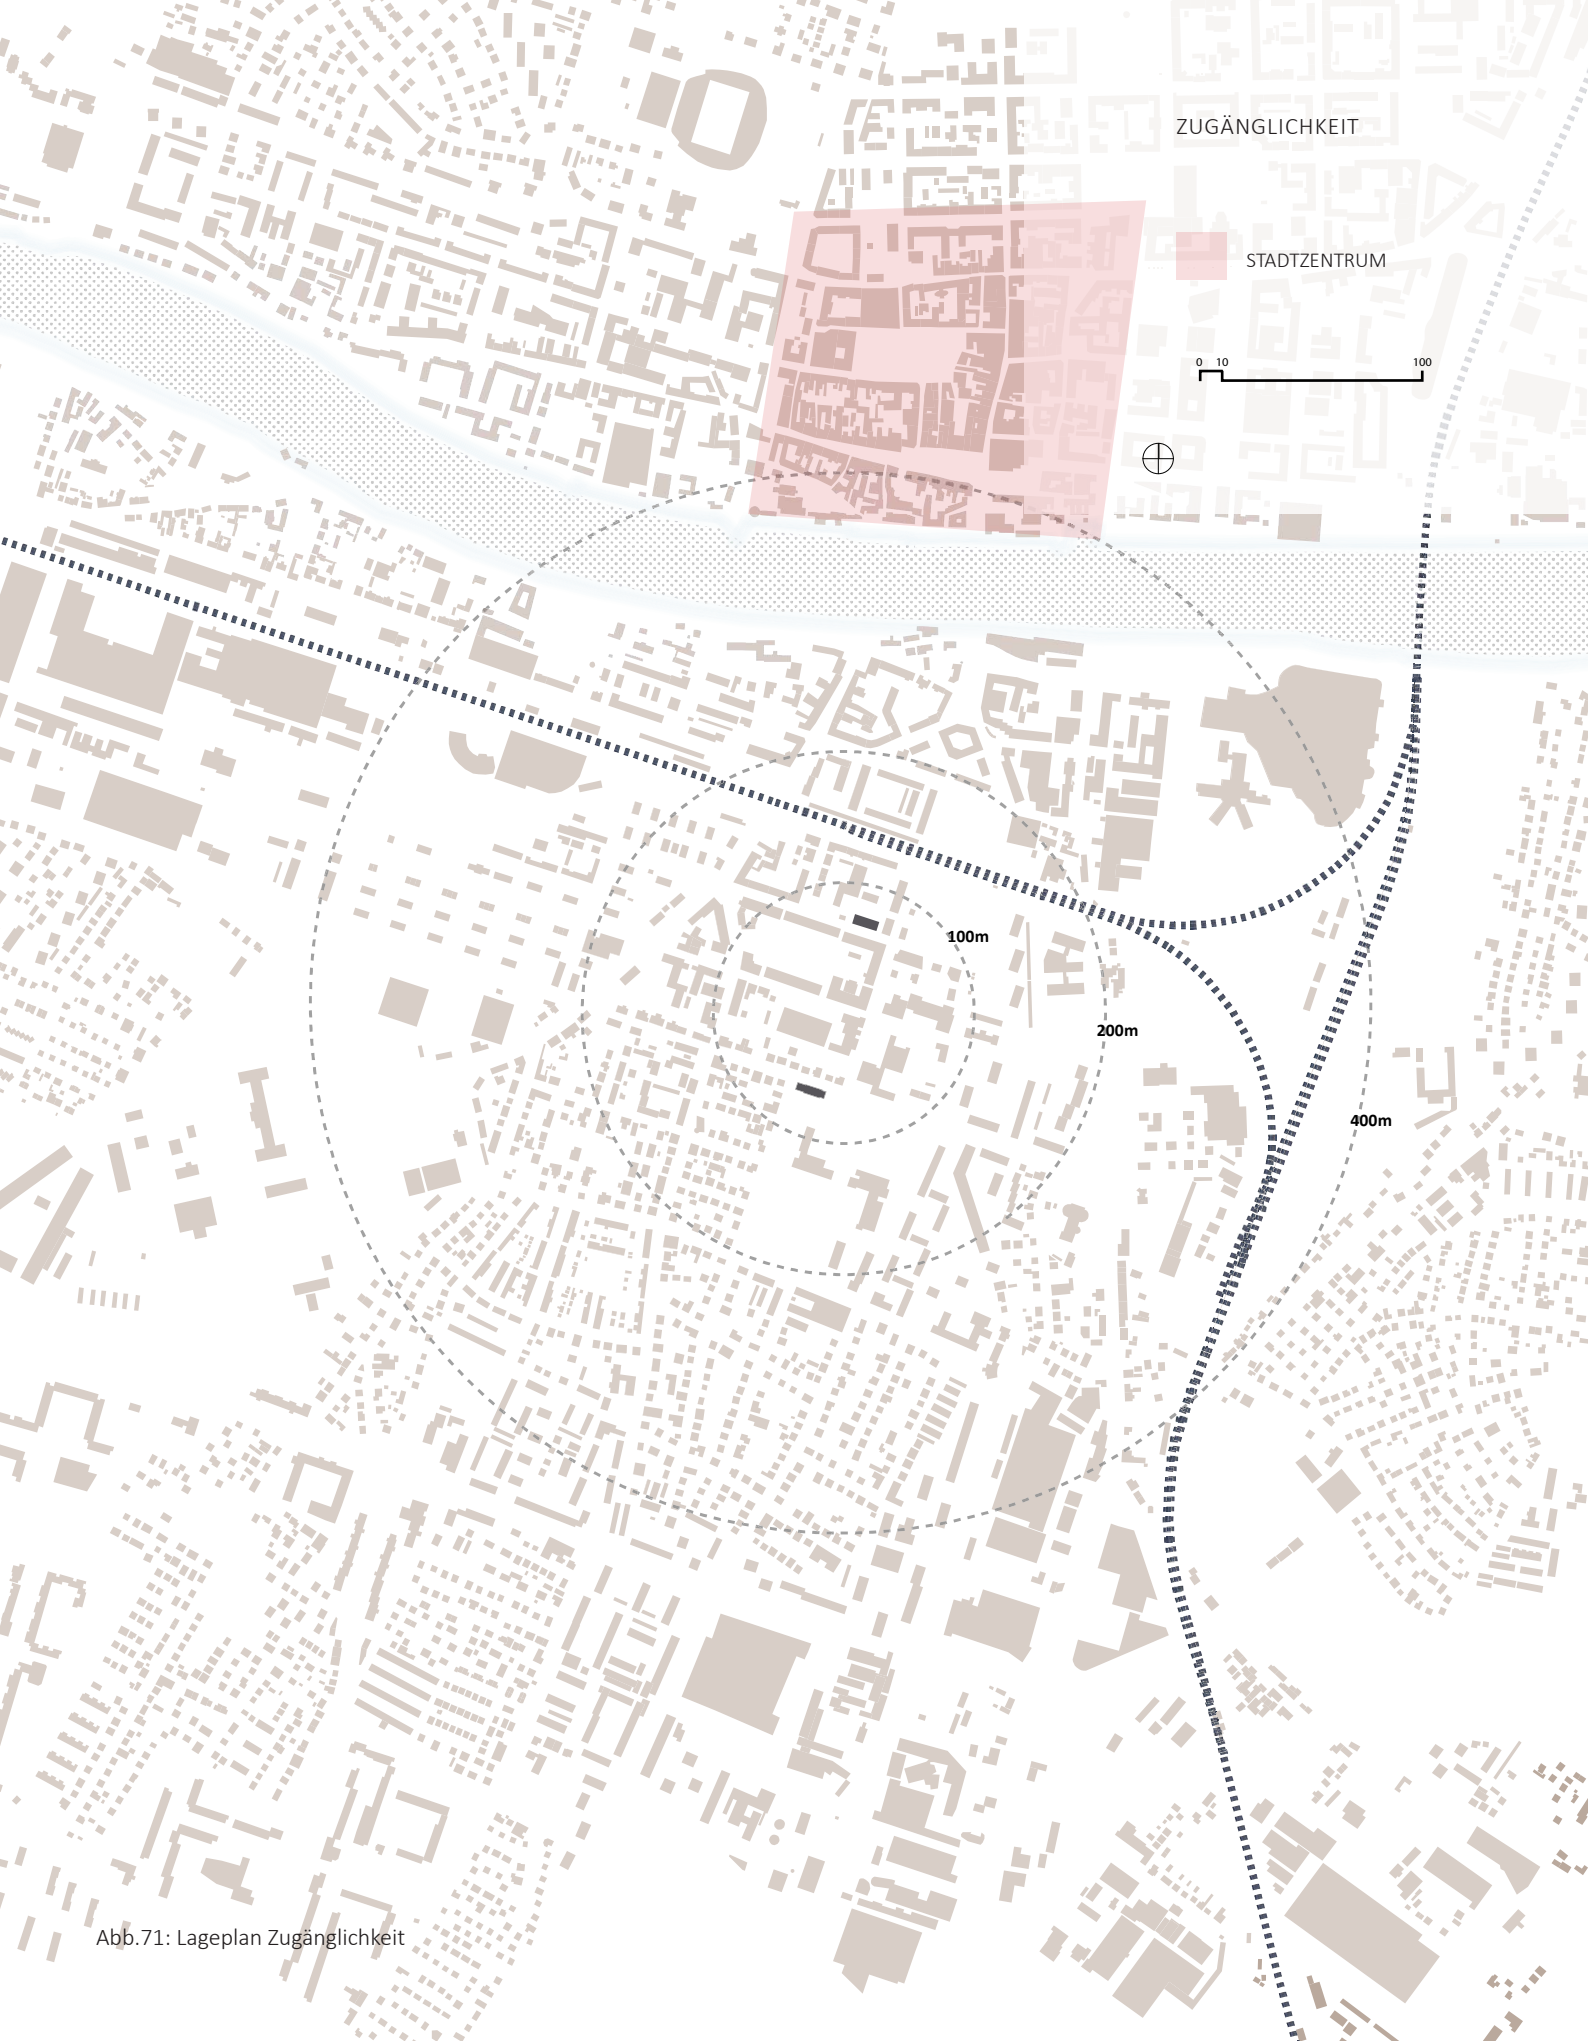 ZUGÄNGLICHKEIT
STADTZENTRUM
0 10 100
100m
200m
400m
Abb.71: Lageplan Zugänglichkeit